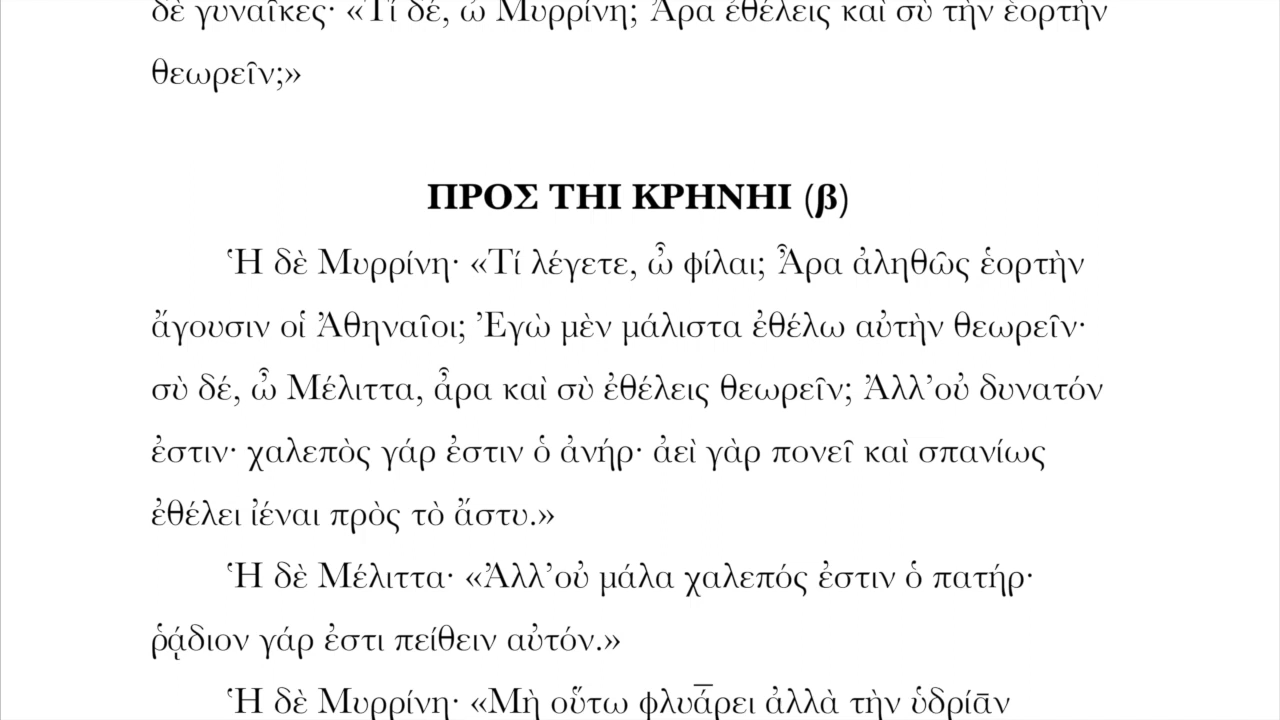 δὲ γυναῖκες· «Τί δέ, ὦ Μυρρίνη; Ἆρα ἐθέλεις καὶ σὺ τὴν ἑορτὴν
θεωρεῖν;»
ΠΡΟΣ ΤΗΙ ΚΡΗΝΗΙ (β)
Ἡ δὲ Μυρρίνη· «Τί λέγετε, ὦ φίλαι; Ἆρα ἀληθῶς ἑορτὴν
ἄγουσιν οἱ Ἀθηναῖοι; Ἐγὼ μὲν μάλιστα ἐθέλω αὐτὴν θεωρεῖν·
σὺ δέ, ὦ Μέλιττα, ἆρα καὶ σὺ ἐθέλεις θεωρεῖν; Ἀλλ’οὐ δυνατόν
ἐστιν· χαλεπὸς γάρ ἐστιν ὁ ἀνήρ· ἀεὶ γὰρ πονεῖ καὶ σπανίως
ἐθέλει ἰέναι πρὸς τὸ ἄστυ.»
Ἡ δὲ Μέλιττα· «Ἀλλ’οὐ μάλα χαλεπός ἐστιν ὁ πατήρ·
ῥᾴδιον γάρ ἐστι πείθειν αὐτόν.»
Ἡ δὲ Μυρρίνη· «Μὴ οὕτω φλυᾱ́ρει ἀλλὰ τὴν ὑδρίᾱν